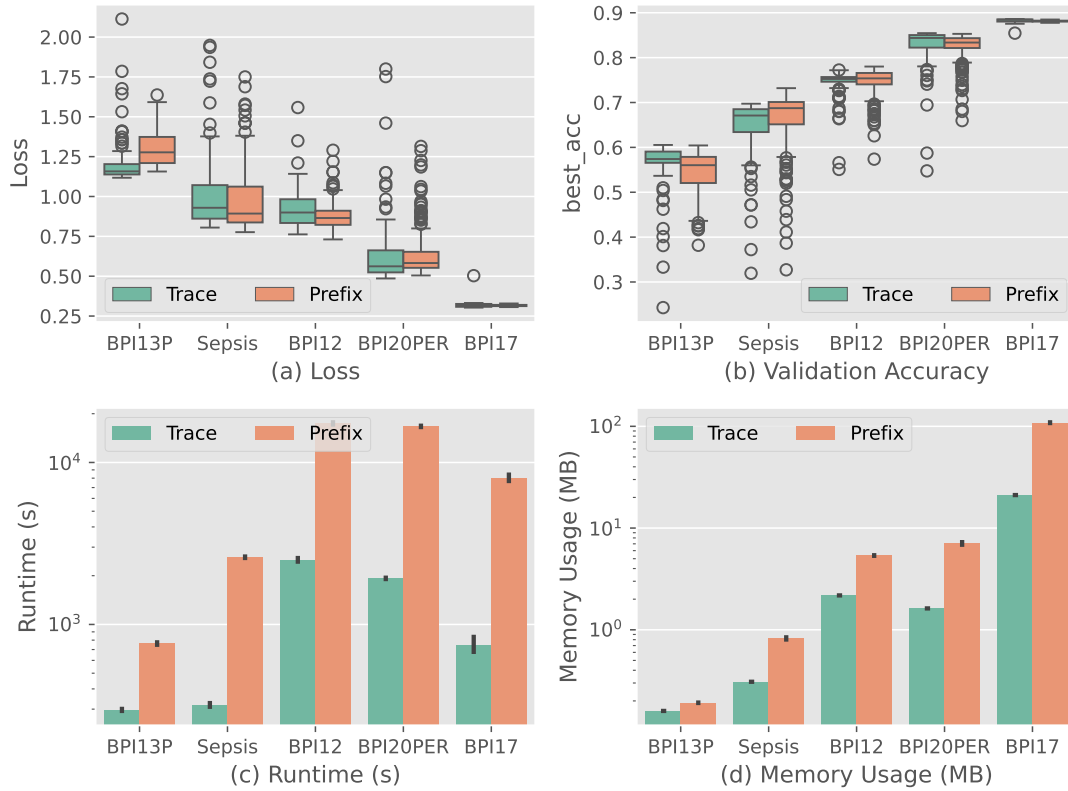 Loss
2.00
1.75
1.50
1.25
1.00
0.75
0.50
0.25
Trace Prefix
BPI13P Sepsis BPI12 BPI20PER BPI17
(a) Loss
best_acc
0.9
0.8
0.7
0.6
0.5
0.4
0.3
Trace Prefix
BPI13P Sepsis BPI12 BPI20PER BPI17
(b) Validation Accuracy
Runtime (s)
10^4
10^3
Trace Prefix
BPI13P Sepsis BPI12 BPI20PER BPI17
(c) Runtime (s)
Memory Usage (MB)
10^2
10^1
10^0
Trace Prefix
BPI13P Sepsis BPI12 BPI20PER BPI17
(d) Memory Usage (MB)